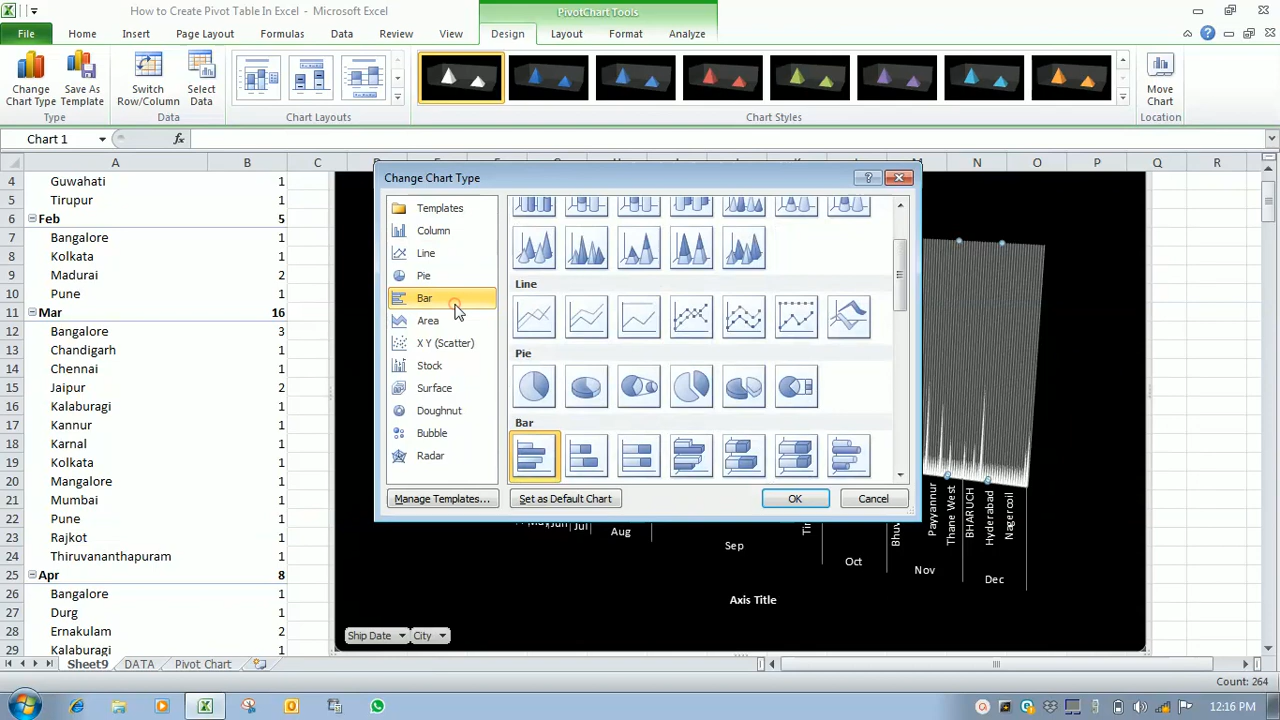 How to Create Pivot Table In Excel - Microsoft Excel
PivotChart Tools
File Home Insert Page Layout Formulas Data Review View Design Layout Format Analyze
Change Chart Type
Save As Template
Switch Row/Column
Select Data
Move Chart
Type
Data
Chart Layouts
Chart Styles
Location
Chart 1
fx
A B C N O P Q R
4 Guwahati 1
5 Tirupur 1
6 Feb 5
7 Bangalore 1
8 Kolkata 1
9 Madurai 2
10 Pune 1
11 Mar 16
12 Bangalore 3
13 Chandigarh 1
14 Chennai 1
15 Jaipur 2
16 Kalaburagi 1
17 Kannur 1
18 Karnal 1
19 Kolkata 1
20 Mangalore 1
21 Mumbai 1
22 Pune 1
23 Rajkot 1
24 Thiruvananthapuram 1
25 Apr 8
26 Bangalore 1
27 Durg 1
28 Ernakulam 2
29 Kalaburagi 1
Change Chart Type
Templates
Column
Line
Pie
Bar
Area
X Y (Scatter)
Stock
Surface
Doughnut
Bubble
Radar
Line
Pie
Bar
Manage Templates...
Set as Default Chart
OK
Cancel
Payyannur
Thane West
BHARUCH
Hyderabad
Nagercoil
Jul
Aug
Sep
Oct
Nov
Dec
Axis Title
Ship Date
City
Sheet9 DATA Pivot Chart
Count: 264
12:16 PM